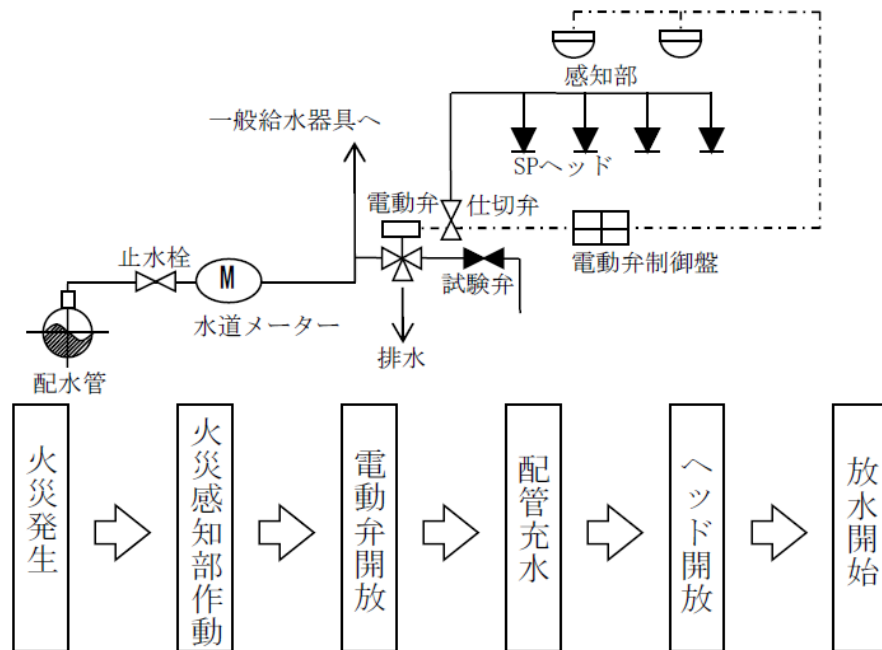 感知部
一般給水器具へ
SPヘッド
電動弁
仕切弁
止水栓
M
試験弁
電動弁制御盤
水道メーター
排水
配水管
火災発生
火災感知部作動
電動弁開放
配管充水
ヘッド開放
放水開始